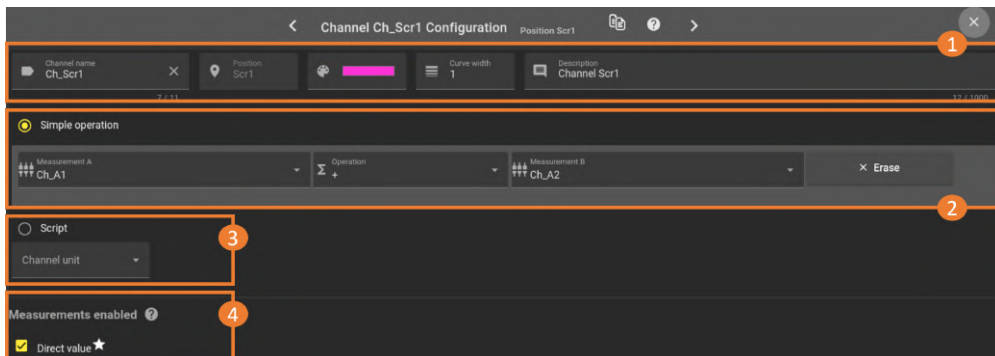 Channel Ch_Scr1 Configuration Position Scr1
1
Channel name
Ch_Scr1
7 / 11
Position
Scr1
Curve width
1
Description
Channel Scr1
12 / 1000
Simple operation
Measurement A
Ch_A1
Operation
+
Measurement B
Ch_A2
× Erase
2
Script
3
Channel unit
Measurements enabled
4
Direct value